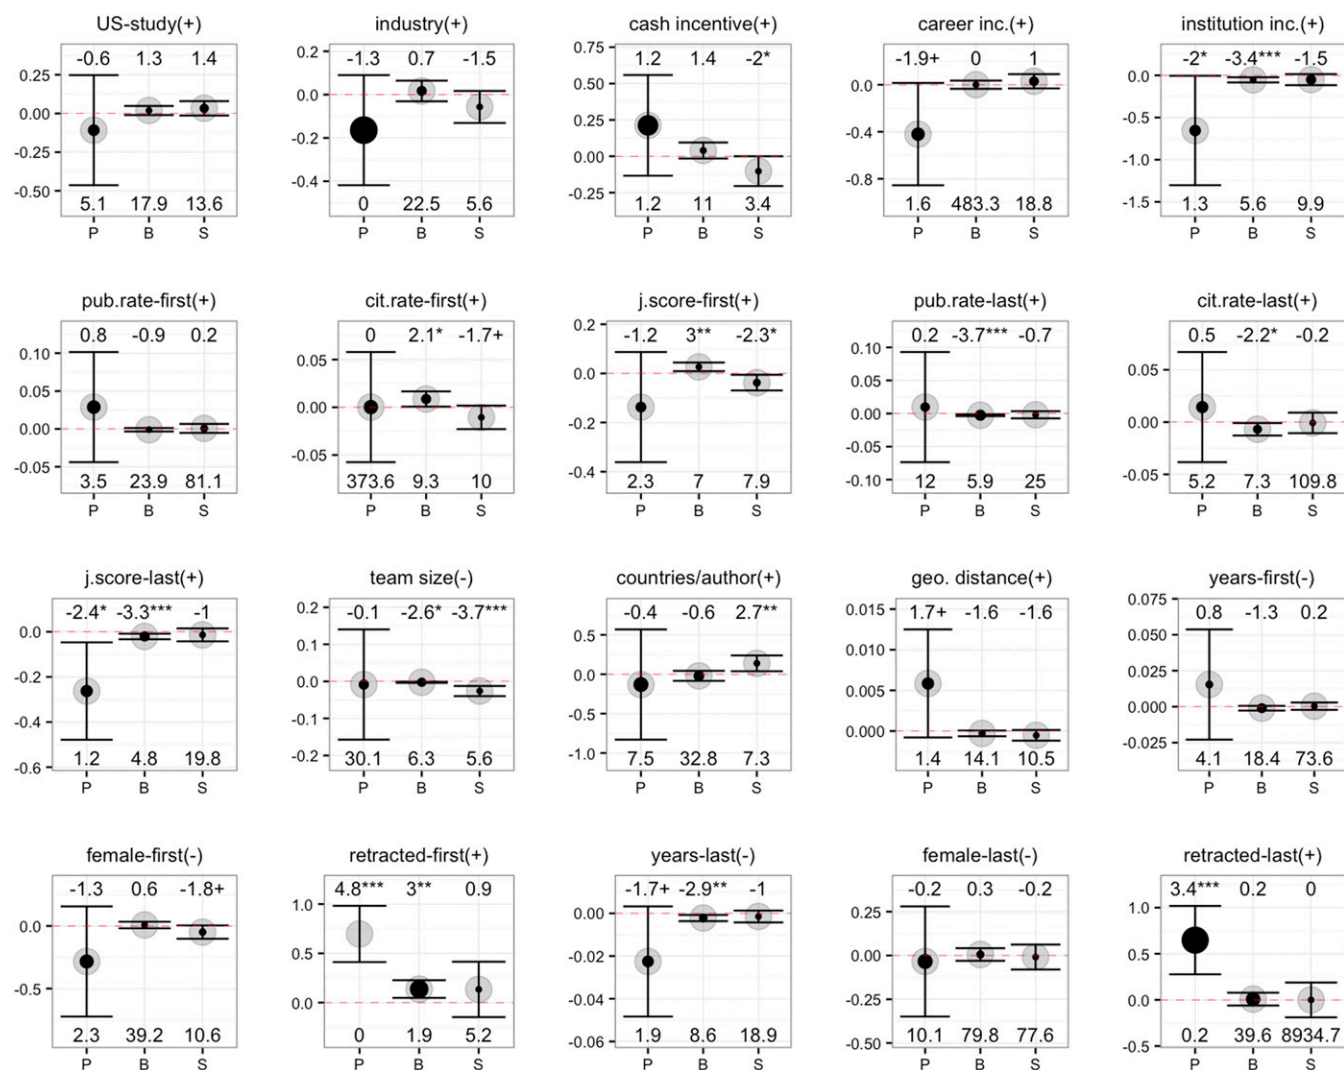 US-study(+) industry(+) cash incentive(+) career inc.(+) institution inc.(+)
-0.6 1.3 1.4 -1.3 0.7 -1.5 1.2 1.4 -2* -1.9+ 0 1 -2* -3.4*** -1.5
0.25 0.00 -0.25 -0.50
0.2 0.0 -0.2 -0.4
0.75 0.50 0.25 0.00 -0.25
0.0 -0.4 -0.8
0.0 -0.5 -1.0 -1.5
5.1 17.9 13.6 0 22.5 5.6 1.2 11 3.4 1.6 483.3 18.8 1.3 5.6 9.9
P B S P B S P B S P B S P B S
pub.rate-first(+) cit.rate-first(+) j.score-first(+) pub.rate-last(+) cit.rate-last(+)
0.8 -0.9 0.2 0 2.1* -1.7+ -1.2 3** -2.3* 0.2 -3.7*** -0.7 0.5 -2.2* -0.2
0.10 0.05 0.00 -0.05
0.05 0.00 -0.05
0.2 0.0 -0.2 -0.4
0.10 0.05 0.00 -0.05 -0.10
0.05 0.00 -0.05
3.5 23.9 81.1 373.6 9.3 10 2.3 7 7.9 12 5.9 25 5.2 7.3 109.8
P B S P B S P B S P B S P B S
j.score-last(+) team size(-) countries/author(+) geo. distance(+) years-first(-)
-2.4* -3.3*** -1 -0.1 -2.6* -3.7*** -0.4 -0.6 2.7** 1.7+ -1.6 -1.6 0.8 -1.3 0.2
0.0 -0.2 -0.4 -0.6
0.2 0.1 0.0 -0.1 -0.2
0.5 0.0 -0.5 -1.0
0.015 0.010 0.005 0.000
0.075 0.050 0.025 0.000 -0.025
1.2 4.8 19.8 30.1 6.3 5.6 7.5 32.8 7.3 1.4 14.1 10.5 4.1 18.4 73.6
P B S P B S P B S P B S P B S
female-first(-) retracted-first(+) years-last(-) female-last(-) retracted-last(+)
-1.3 0.6 -1.8+ 4.8*** 3** 0.9 -1.7+ -2.9** -1 -0.2 0.3 -0.2 3.4*** 0.2 0
0.0 -0.5
1.0 0.5 0.0
0.00 -0.02 -0.04 -0.06
0.25 0.00 -0.25 -0.50
1.0 0.5 0.0 -0.5
2.3 39.2 10.6 0 1.9 5.2 1.9 8.6 18.9 10.1 79.8 77.6 0.2 39.6 8934.7
P B S P B S P B S P B S P B S